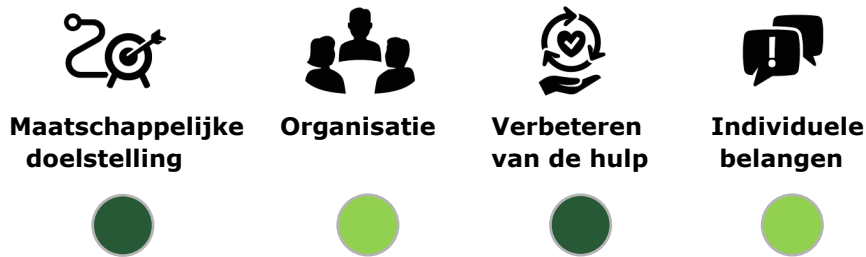 Maatschappelijke
doelstelling
Organisatie
Verbeteren
van de hulp
Individuele
belangen